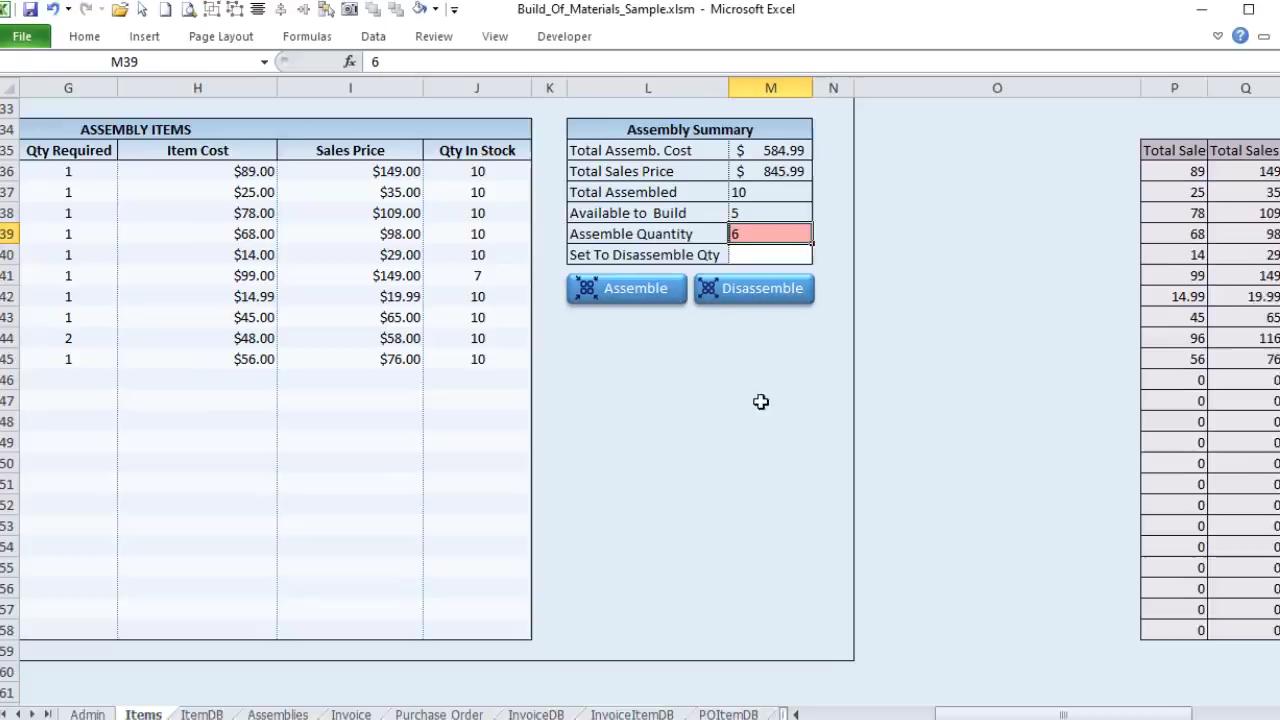 Build_Of_Materials_Sample.xlsm - Microsoft Excel
File Home Insert Page Layout Formulas Data Review View Developer
M39 fx 6
G H I J K L M N O P Q
33
34 ASSEMBLY ITEMS Assembly Summary
35 Qty Required Item Cost Sales Price Qty In Stock Total Assemb. Cost $ 584.99 Total Sale Total Sales
36 1 $89.00 $149.00 10 Total Sales Price $ 845.99 89 149
37 1 $25.00 $35.00 10 Total Assembled 10 25 35
38 1 $78.00 $109.00 10 Available to Build 5 78 109
39 1 $68.00 $98.00 10 Assemble Quantity 6 68 98
40 1 $14.00 $29.00 10 Set To Disassemble Qty 14 29
41 1 $99.00 $149.00 7 Assemble Disassemble 99 149
42 1 $14.99 $19.99 10 14.99 19.99
43 1 $45.00 $65.00 10 45 65
44 2 $48.00 $58.00 10 96 116
45 1 $56.00 $76.00 10 56 76
46 0 0
47 0 0
48 0 0
49 0 0
50 0 0
51 0 0
52 0 0
53 0 0
54 0 0
55 0 0
56 0 0
57 0 0
58 0 0
59
60
61
Admin Items ItemDB Assemblies Invoice Purchase Order InvoiceDB InvoiceItemDB POItemDB